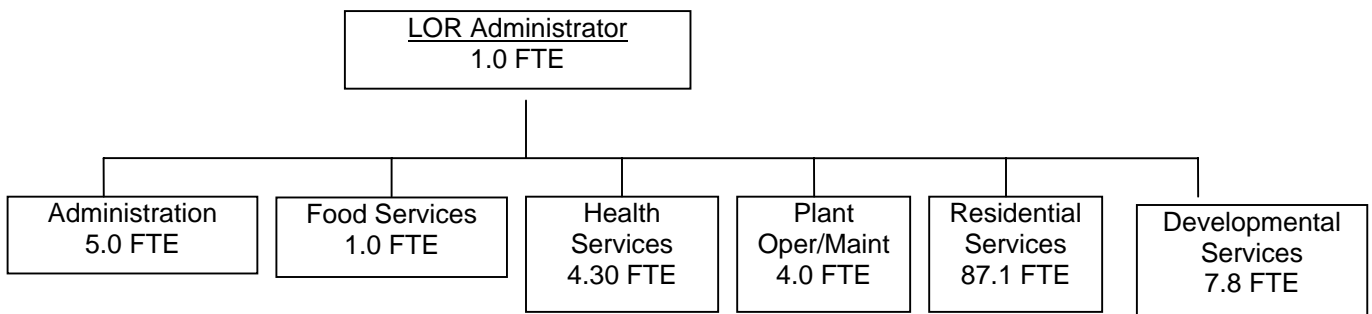 LOR Administrator
1.0 FTE
Administration
5.0 FTE
Food Services
1.0 FTE
Health
Services
4.30 FTE
Plant
Oper/Maint
4.0 FTE
Residential
Services
87.1 FTE
Developmental
Services
7.8 FTE